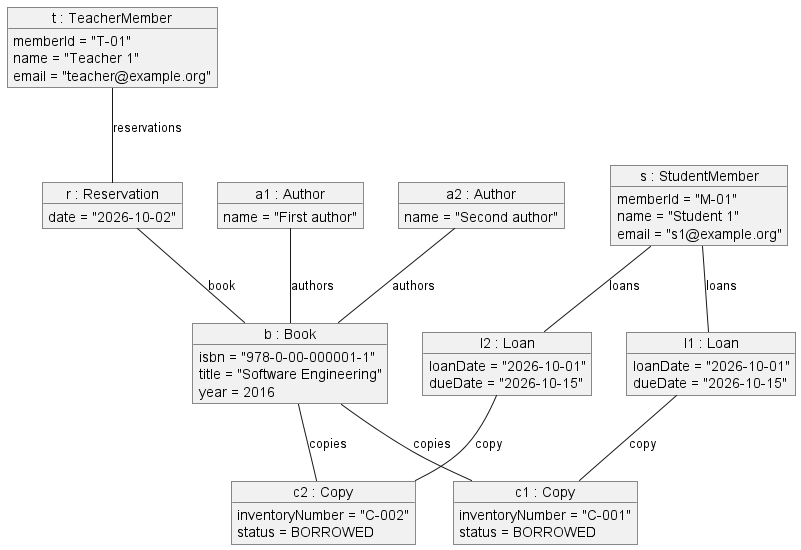 t : TeacherMember
memberId = "T-01"
name = "Teacher 1"
email = "teacher@example.org"
reservations
r : Reservation
date = "2026-10-02"
a1 : Author
name = "First author"
a2 : Author
name = "Second author"
s : StudentMember
memberId = "M-01"
name = "Student 1"
email = "s1@example.org"
book
authors
authors
loans
loans
b : Book
isbn = "978-0-00-000001-1"
title = "Software Engineering"
year = 2016
l2 : Loan
loanDate = "2026-10-01"
dueDate = "2026-10-15"
l1 : Loan
loanDate = "2026-10-01"
dueDate = "2026-10-15"
copies
copies
copy
copy
c2 : Copy
inventoryNumber = "C-002"
status = BORROWED
c1 : Copy
inventoryNumber = "C-001"
status = BORROWED